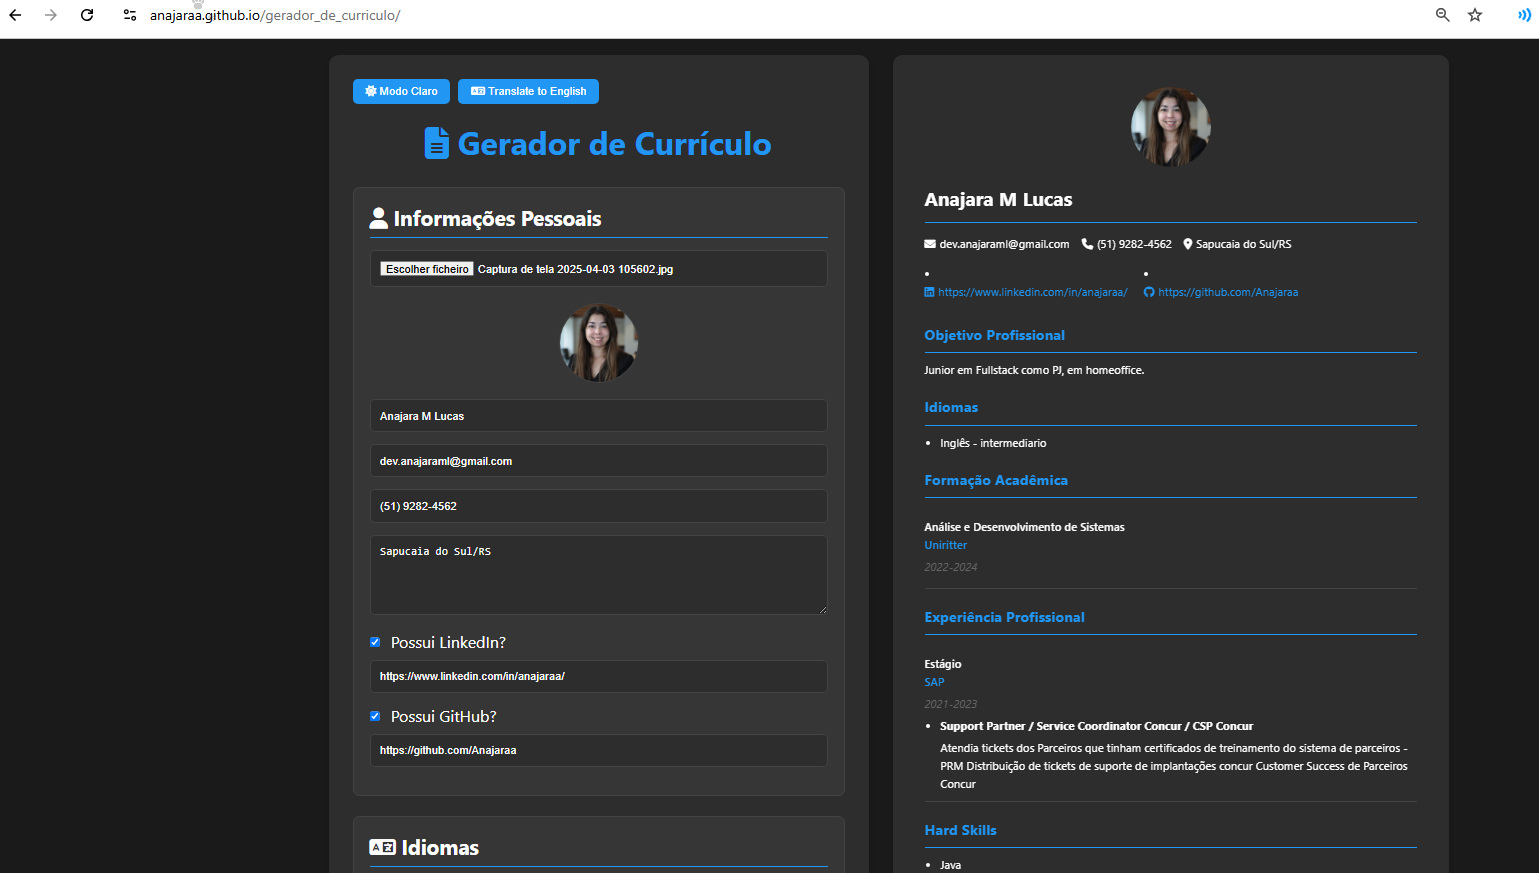 anajaraa.github.io/gerador_de_curriculo/
Modo Claro
Translate to English
Gerador de Currículo
Informações Pessoais
Escolher ficheiro Captura de tela 2025-04-03 105602.jpg
Anajara M Lucas
dev.anajaraml@gmail.com
(51) 9282-4562
Sapucaia do Sul/RS
Possui LinkedIn?
https://www.linkedin.com/in/anajaraa/
Possui GitHub?
https://github.com/Anajaraa
Idiomas
Anajara M Lucas
dev.anajaraml@gmail.com (51) 9282-4562 Sapucaia do Sul/RS
https://www.linkedin.com/in/anajaraa/ https://github.com/Anajaraa
Objetivo Profissional
Junior em Fullstack como PJ, em homeoffice.
Idiomas
Inglês - intermediario
Formação Acadêmica
Análise e Desenvolvimento de Sistemas
Uniritter
2022-2024
Experiência Profissional
Estágio
SAP
2021-2023
Support Partner / Service Coordinator Concur / CSP Concur
Atendia tickets dos Parceiros que tinham certificados de treinamento do sistema de parceiros -
PRM Distribuição de tickets de suporte de implantações concur Customer Success de Parceiros
Concur
Hard Skills
Java